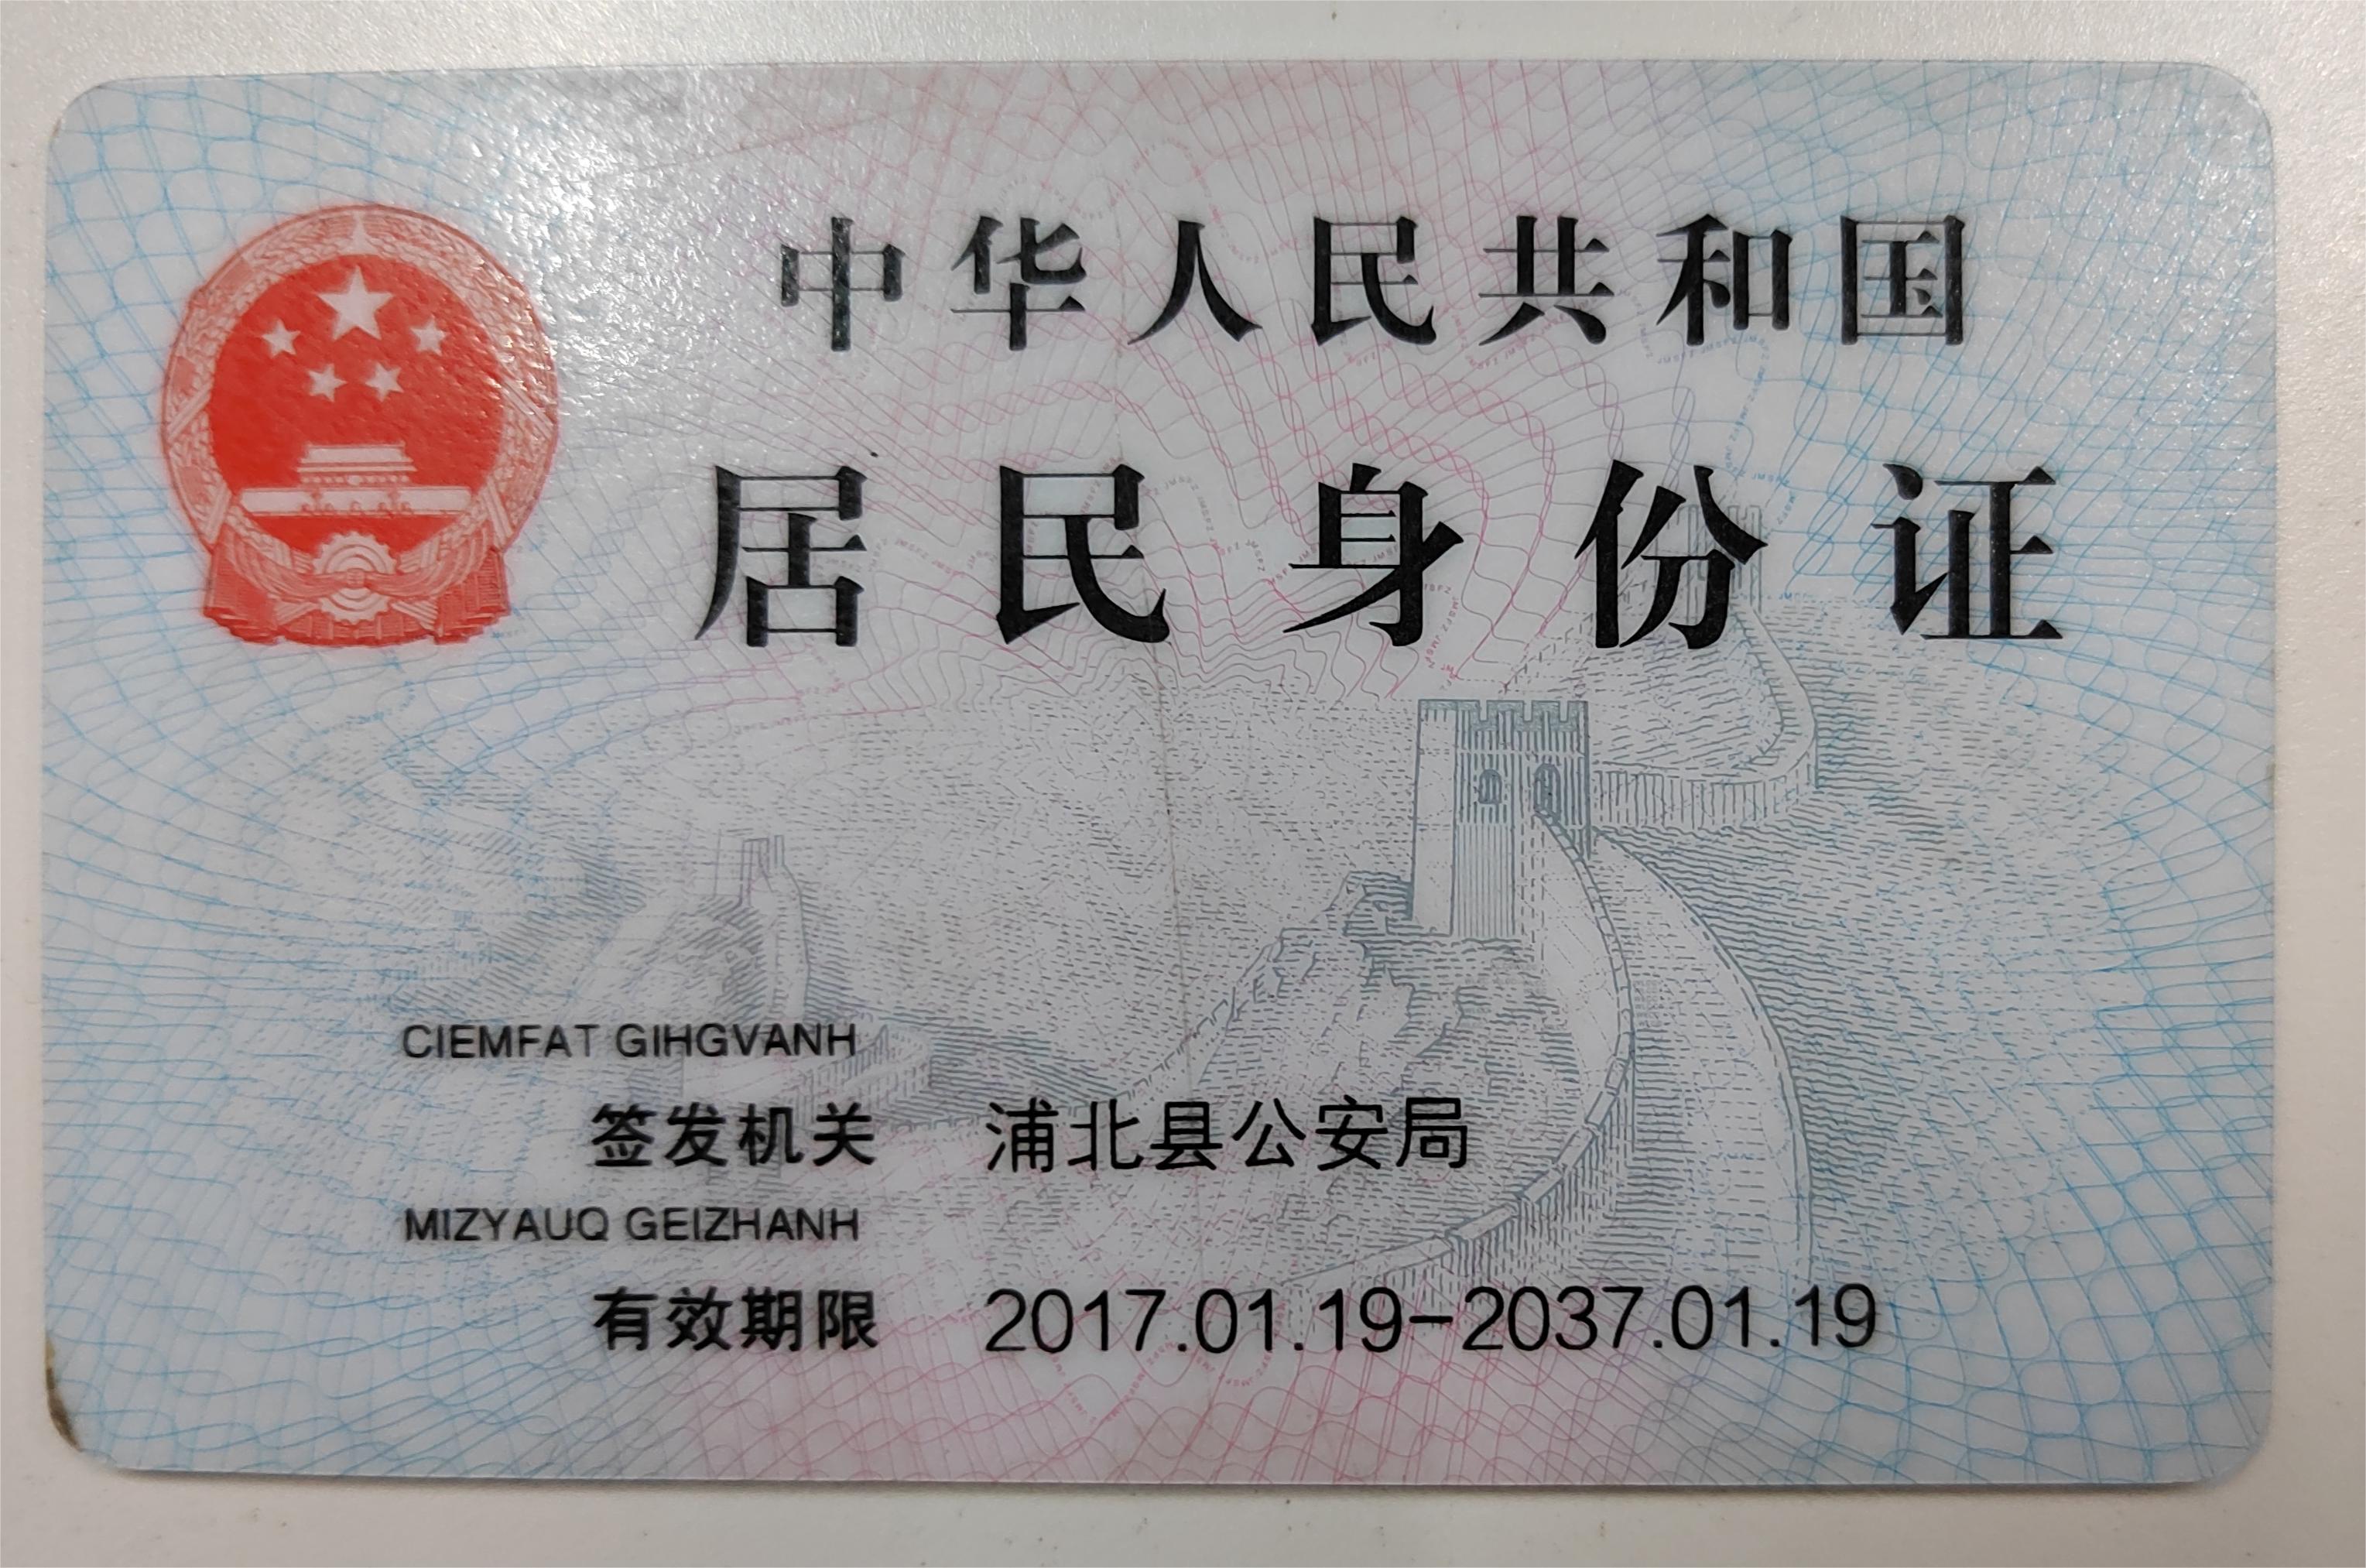 中华人民共和国
居民身份证
CIEMFAT GIHGVANH
签发机关 浦北县公安局
MIZYAUQ GEIZHANH
有效期限 2017.01.19-2037.01.19